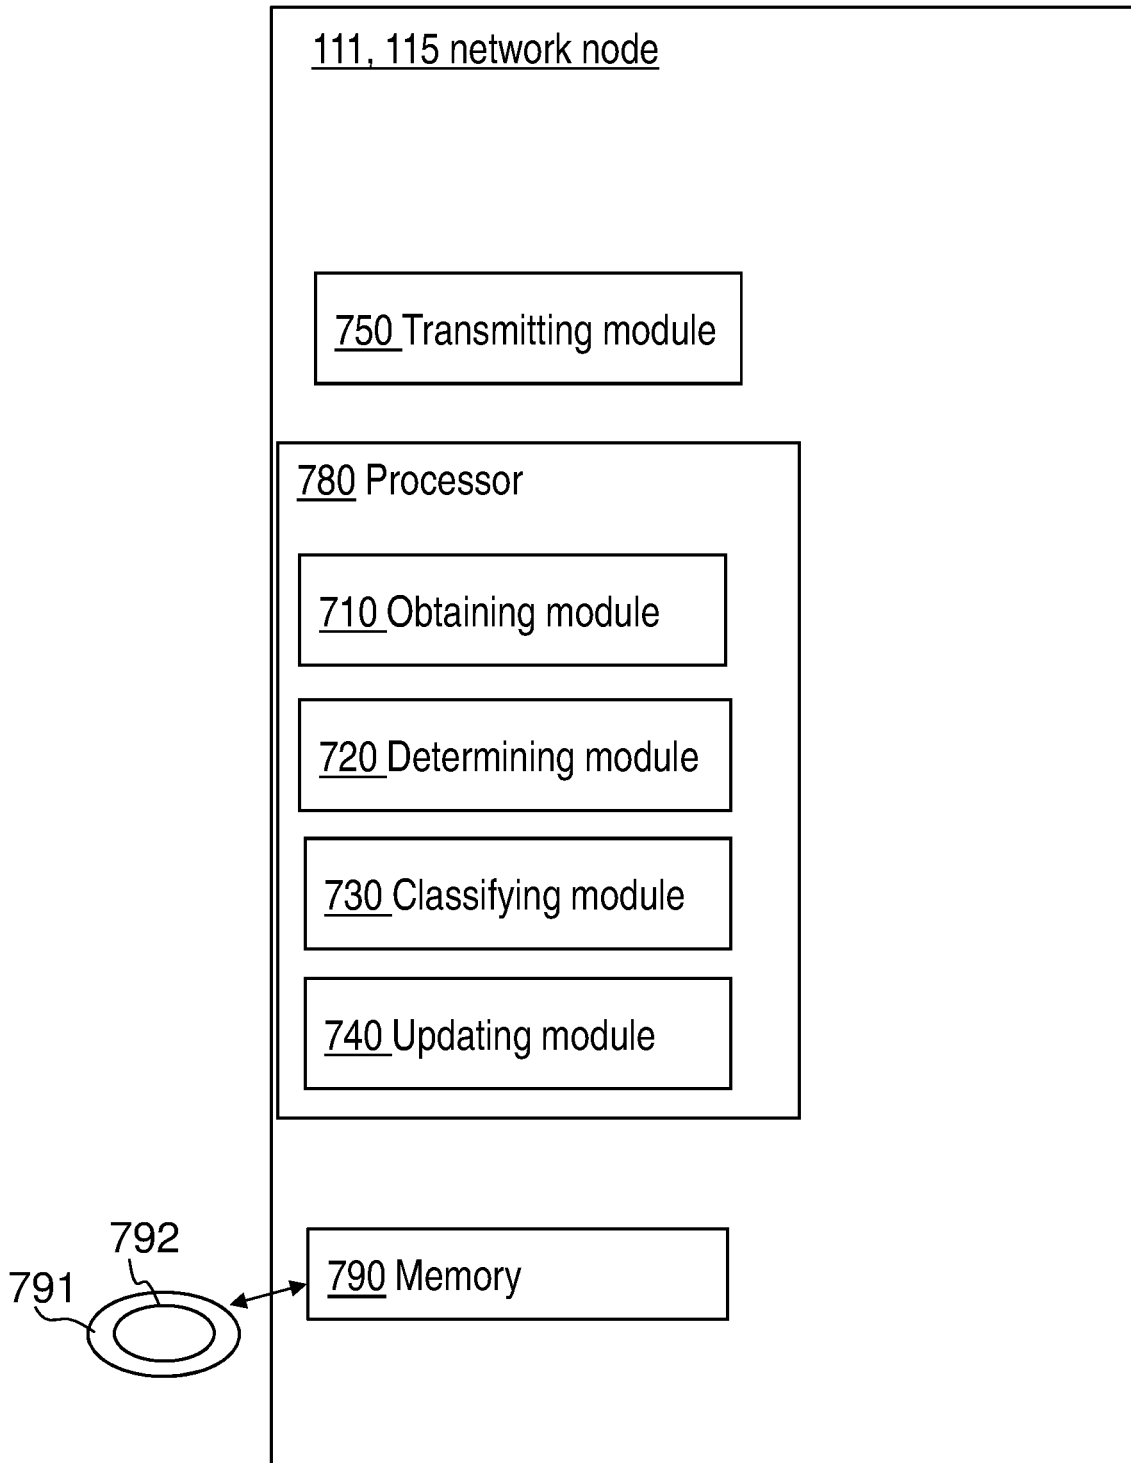 111, 115 network node
750 Transmitting module
780 Processor
710 Obtaining module
720 Determining module
730 Classifying module
740 Updating module
792
791
790 Memory